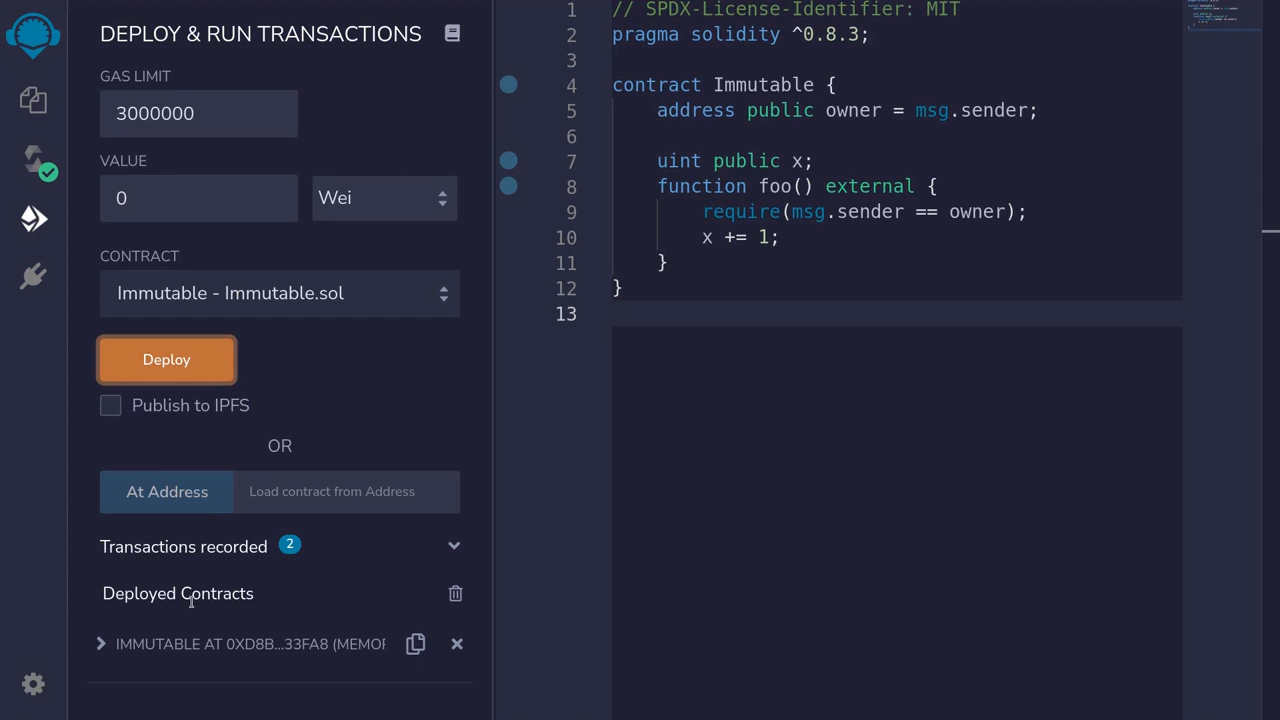 DEPLOY & RUN TRANSACTIONS
GAS LIMIT
3000000
VALUE
0
Wei
CONTRACT
Immutable - Immutable.sol
Deploy
Publish to IPFS
OR
At Address
Load contract from Address
Transactions recorded 2
Deployed Contracts
IMMUTABLE AT 0XD8B...33FA8 (MEMOR
1 // SPDX-License-Identifier: MIT
2 pragma solidity ^0.8.3;
3
4 contract Immutable {
5 address public owner = msg.sender;
6
7 uint public x;
8 function foo() external {
9 require(msg.sender == owner);
10 x += 1;
11 }
12 }
13